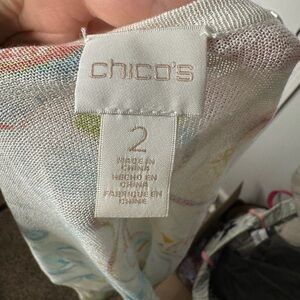 chico's
2
MADE IN
CHINA
HECHO EN
CHINA
FABRIQUÉ EN
CHINE